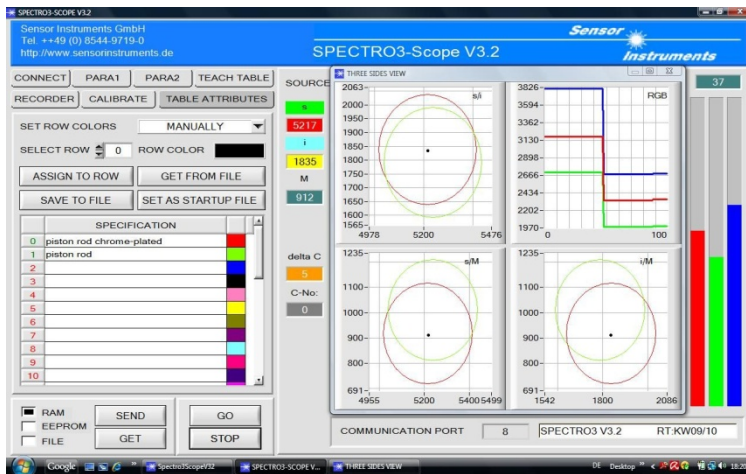 SPECTRO3-SCOPE V3.2
Sensor Instruments GmbH
Tel. ++49 (0) 8544-9719-0
http://www.sensorinstruments.de
SPECTRO3-Scope V3.2
Sensor
Instruments
CONNECT PARA1 PARA2 TEACH TABLE
RECORDER CALIBRATE TABLE ATTRIBUTES
SET ROW COLORS MANUALLY
SELECT ROW 0 ROW COLOR
ASSIGN TO ROW GET FROM FILE
SAVE TO FILE SET AS STARTUP FILE
SPECIFICATION
0 piston rod chrome-plated
1 piston rod
2
3
4
5
6
7
8
9
10
RAM
EEPROM
FILE
SEND GO
GET STOP
SOURCE
s
5217
i
1835
M
912
delta C
5
C-No:
0
THREE SIDES VIEW
2063-
2000-
1950-
1900-
1850-
1800-
1750-
1700-
1650-
1600-
1565-
4978 5200 5476
s/i
3826-
3594-
3362-
3130-
2898-
2666-
2434-
2202-
1970-
0 100
RGB
1235-
1100-
1000-
900-
800-
691-
4955 5200 5400 5499
s/M
1235-
1100-
1000-
900-
800-
691-
1542 1800 2086
i/M
37
COMMUNICATION PORT 8 SPECTRO3 V3.2 RT:KW09/10
Google Spectro3ScopeV32 SPECTRO3-SCOPE V... THREE SIDES VIEW DE Desktop 18:20